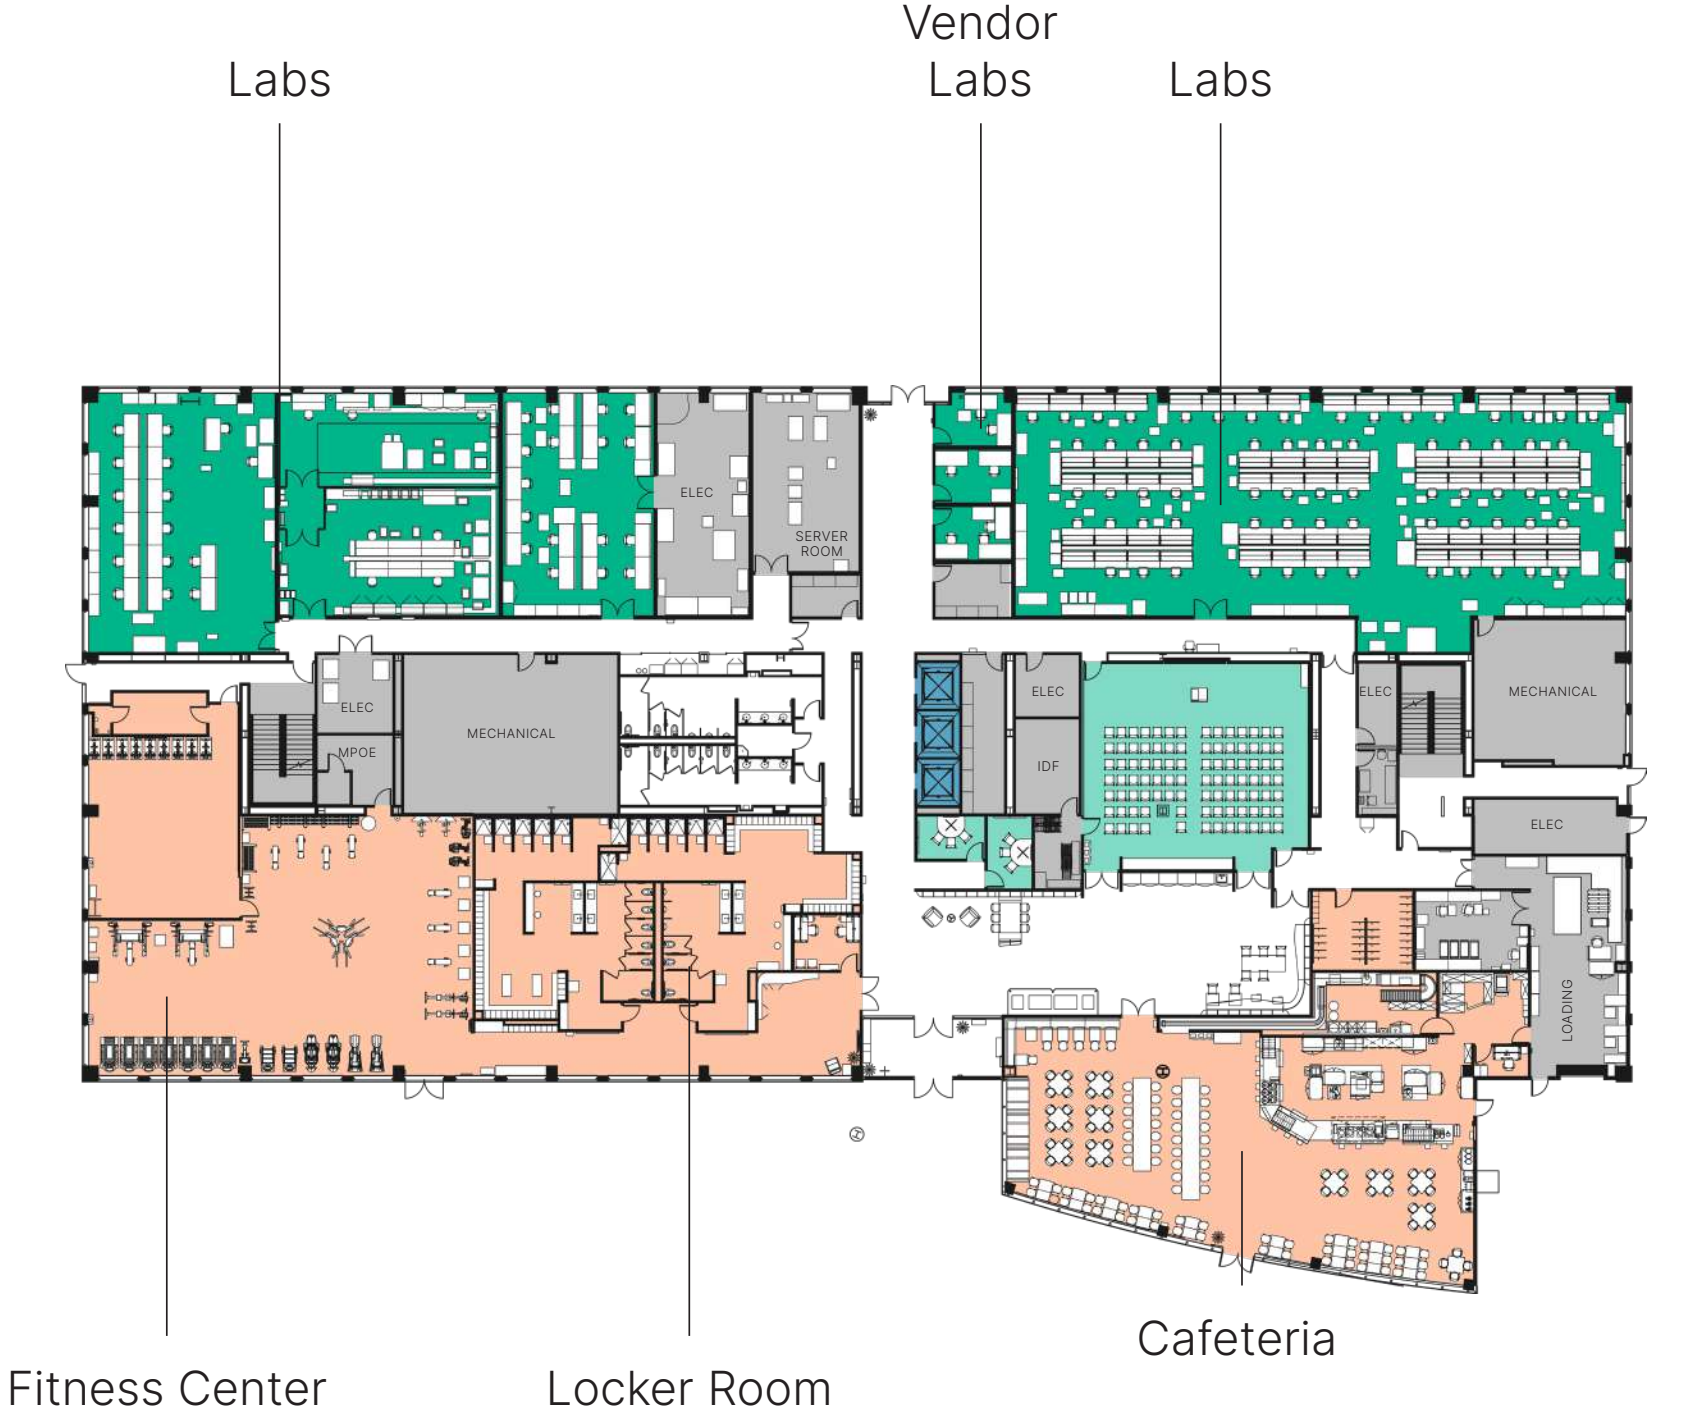 Vendor
Labs
Labs
Labs
ELEC
SERVER
ROOM
ELEC
MPOE
MECHANICAL
ELEC
IDF
ELEC
MECHANICAL
ELEC
LOADING
Cafeteria
Fitness Center
Locker Room